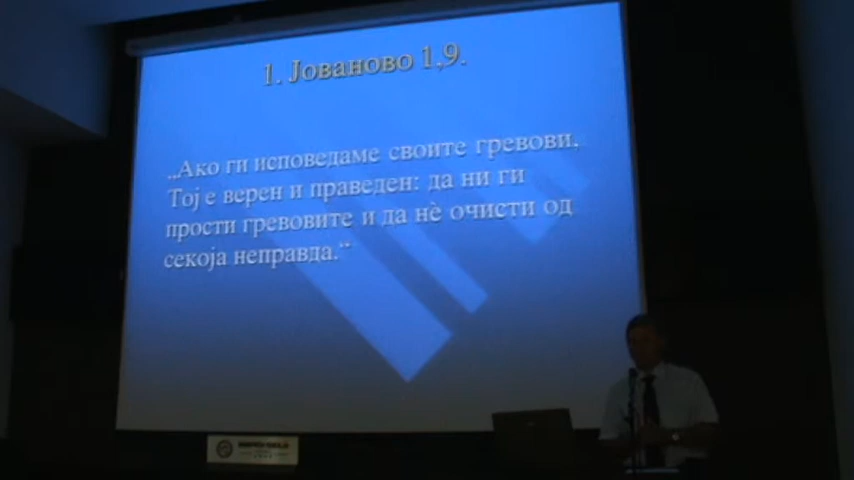 1. Јованово 1,9.
„Ако ги исповедаме своите гревови,
Тој е верен и праведен: да ни ги
прости гревовите и да нѐ очисти од
секоја неправда.“